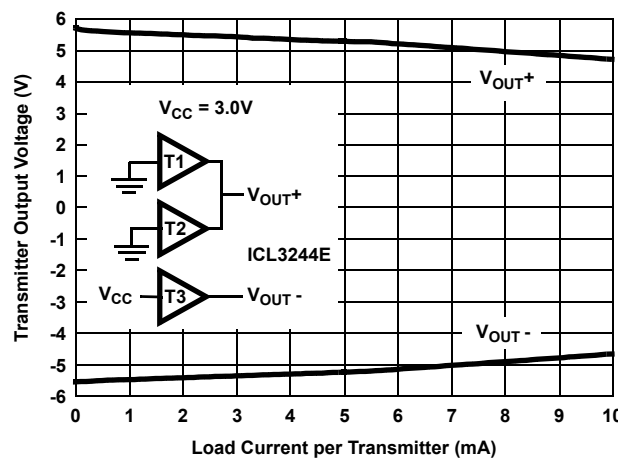 Transmitter Output Voltage (V)
6
5
4
3
2
1
0
-1
-2
-3
-4
-5
-6
VOUT+
VCC = 3.0V
T1
VOUT+
T2
ICL3244E
VCC
T3
VOUT -
VOUT -
0 1 2 3 4 5 6 7 8 9 10
Load Current per Transmitter (mA)